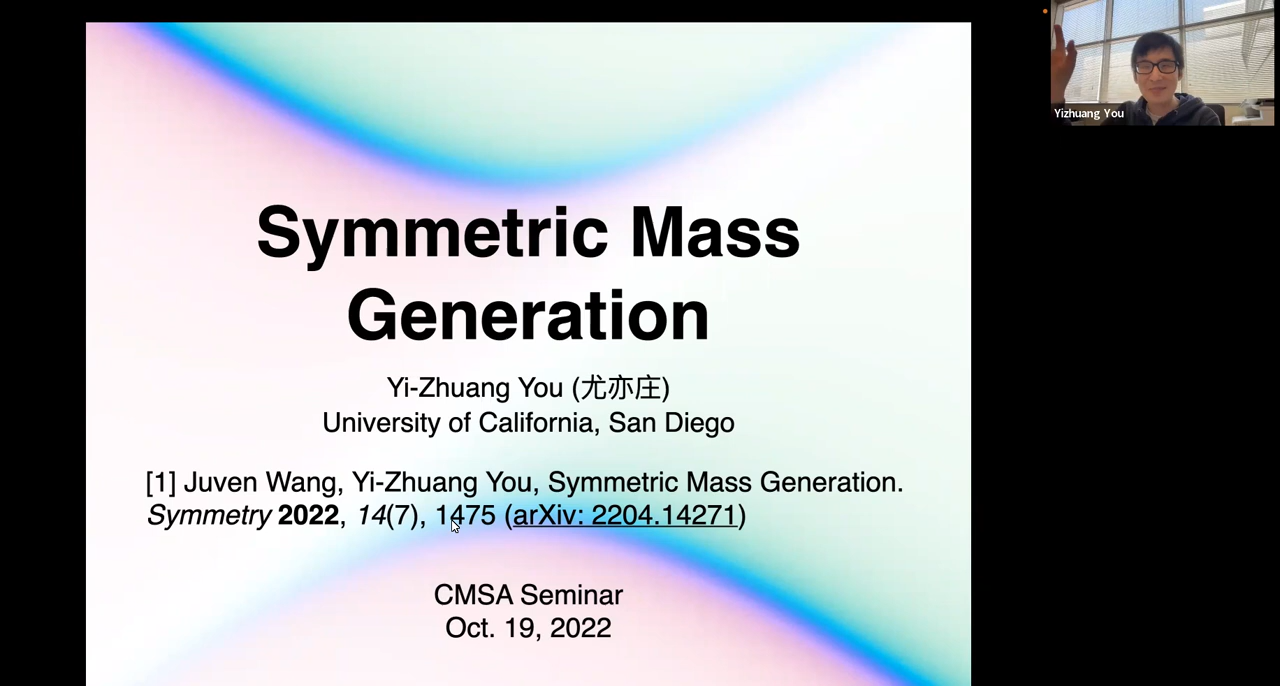 Symmetric Mass
Generation
Yi-Zhuang You (尤亦庄)
University of California, San Diego
[1] Juven Wang, Yi-Zhuang You, Symmetric Mass Generation.
Symmetry 2022, 14(7), 1475 (arXiv: 2204.14271)
CMSA Seminar
Oct. 19, 2022
Yizhuang You